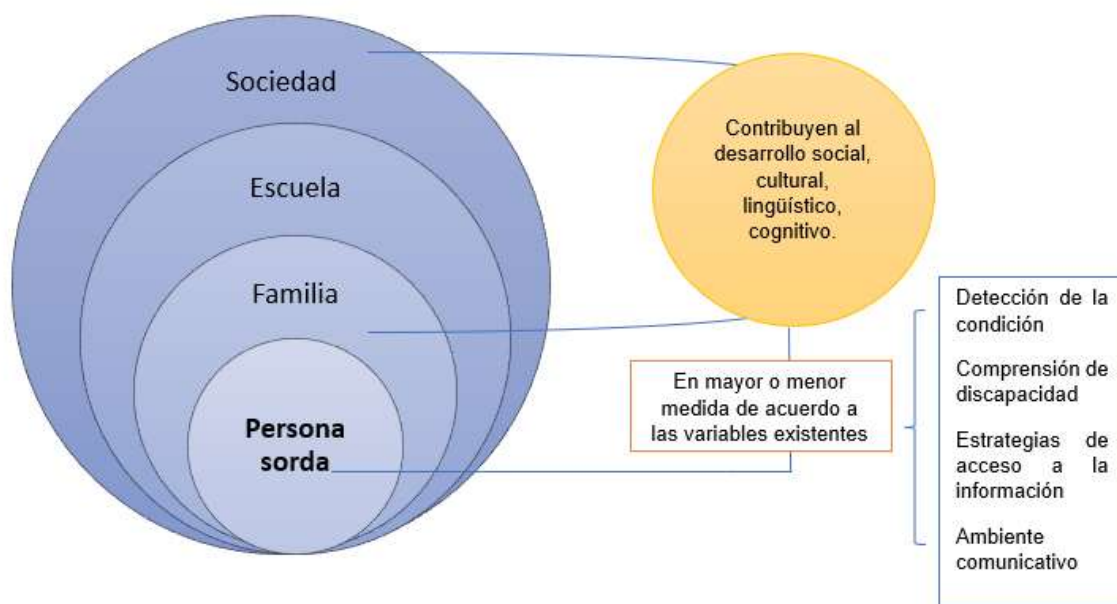 Sociedad
Escuela
Familia
Persona
sorda
Contribuyen al
desarrollo social,
cultural,
lingüístico,
cognitivo.
En mayor o menor
medida de acuerdo a
las variables existentes
Detección de la
condición
Comprensión de
discapacidad
Estrategias de
acceso a la
información
Ambiente
comunicativo